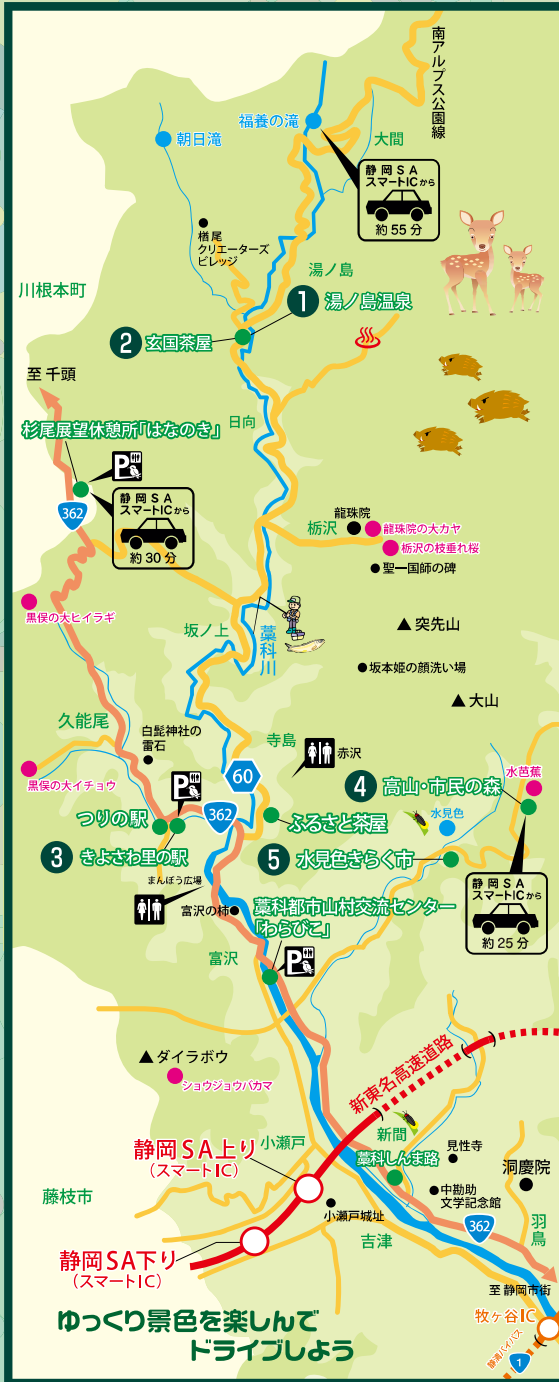 南アルプス公園線
福養の滝
朝日滝
大間
静岡SA
スマートICから
約55分
楢尾
クリエーターズ
ビレッジ
湯ノ島
川根本町
1 湯ノ島温泉
2 玄国茶屋
至 千頭
日向
杉尾展望休憩所「はなのき」
P
362
静岡SA
スマートICから
約30分
栃沢
龍珠院
龍珠院の大カヤ
栃沢の枝垂れ桜
聖一国師の碑
黒俣の大ヒイラギ
坂ノ上
藁科川
▲突先山
坂本姫の顔洗い場
▲大山
久能尾
白髭神社の
雷石
寺島
赤沢
黒俣の大イチョウ
60
水芭蕉
4 高山・市民の森
P
362
つりの駅
ふるさと茶屋
水見色
3 きよさわ里の駅
5 水見色きらく市
まんぼう広場
静岡SA
スマートICから
約25分
富沢の柿
藁科都市山村交流センター
「わらびこ」
富沢
P
▲ダイラボウ
ショウジョウバカマ
新東名高速道路
静岡SA上り
(スマートIC)
小瀬戸
新間
見性寺
藁科しんま路
洞慶院
藤枝市
中勘助
文学記念館
小瀬戸城址
362
羽鳥
静岡SA下り
(スマートIC)
吉津
至 静岡市街
牧ヶ谷IC
静清バイパス
1
ゆっくり景色を楽しんで
ドライブしよう